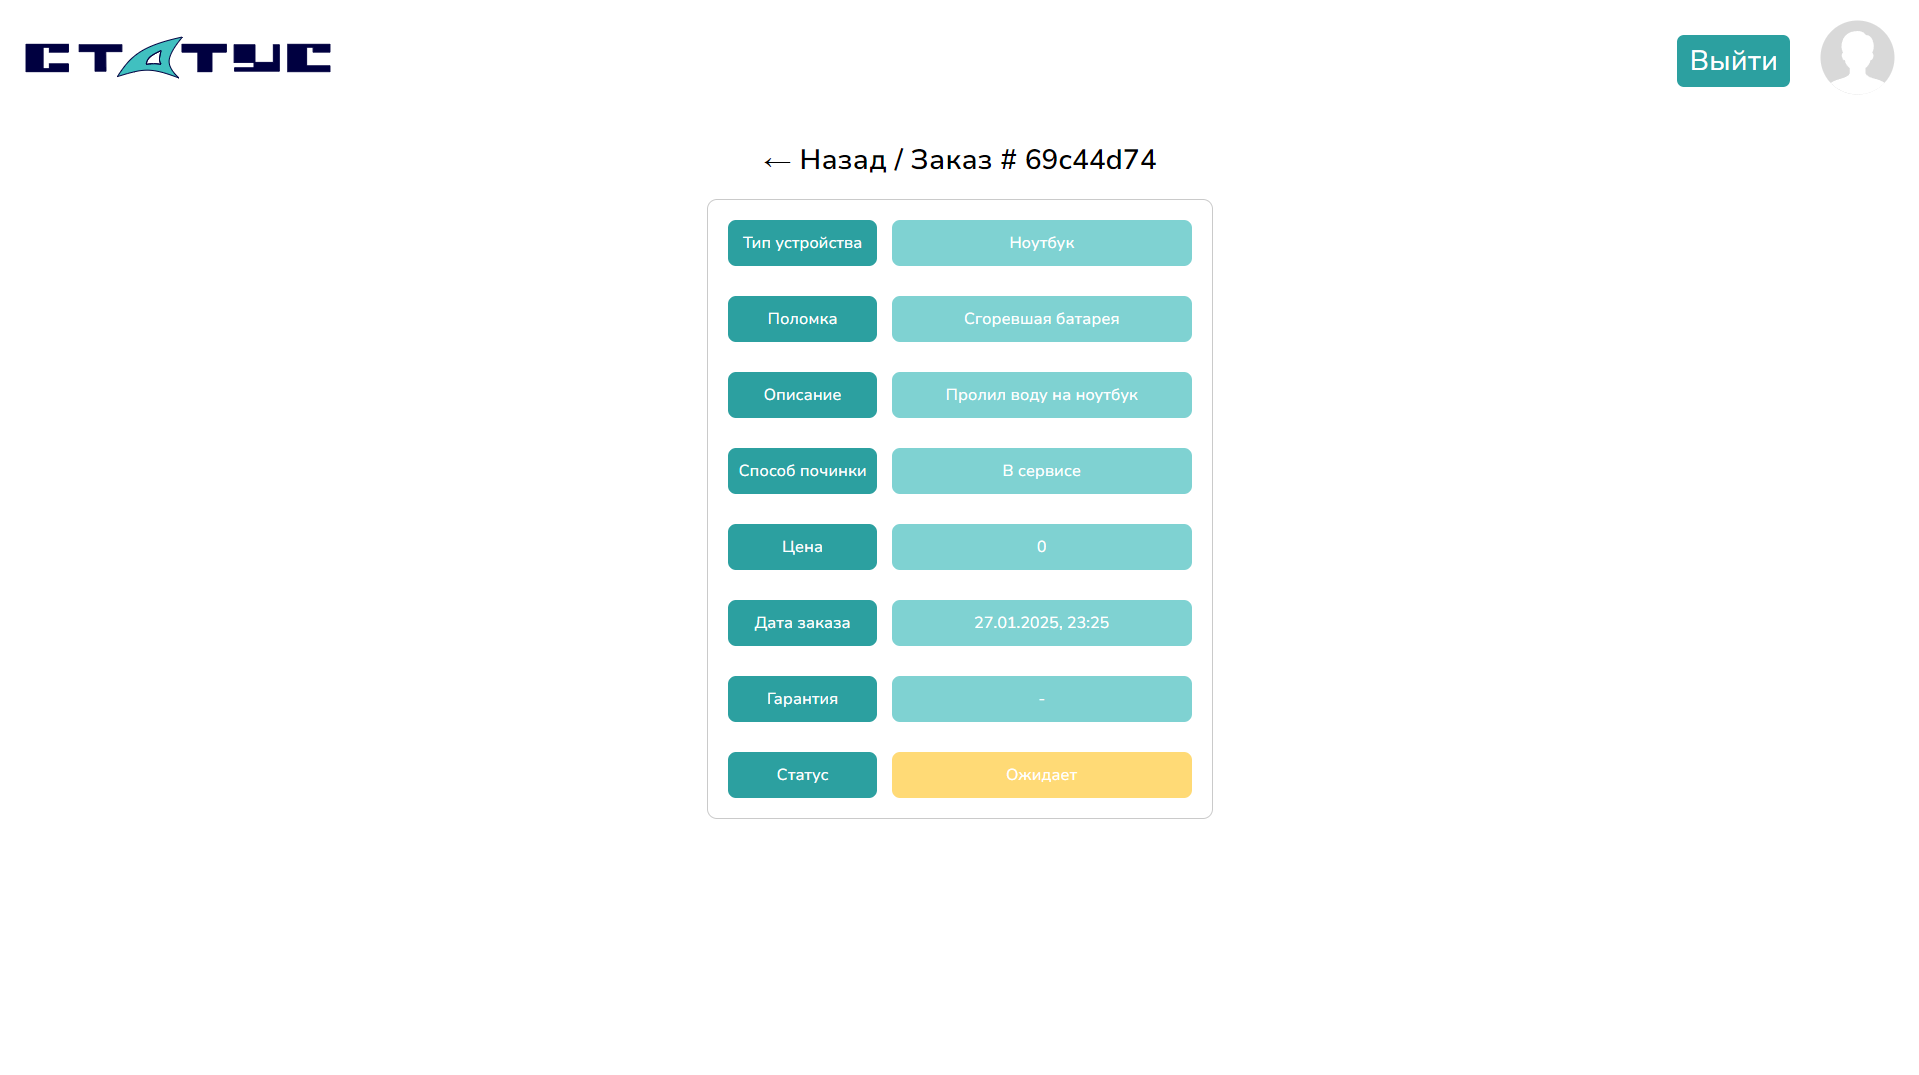 СТАТУС
Выйти
← Назад / Заказ # 69c44d74
Тип устройства Ноутбук
Поломка Сгоревшая батарея
Описание Пролил воду на ноутбук
Способ починки В сервисе
Цена 0
Дата заказа 27.01.2025, 23:25
Гарантия -
Статус Ожидает